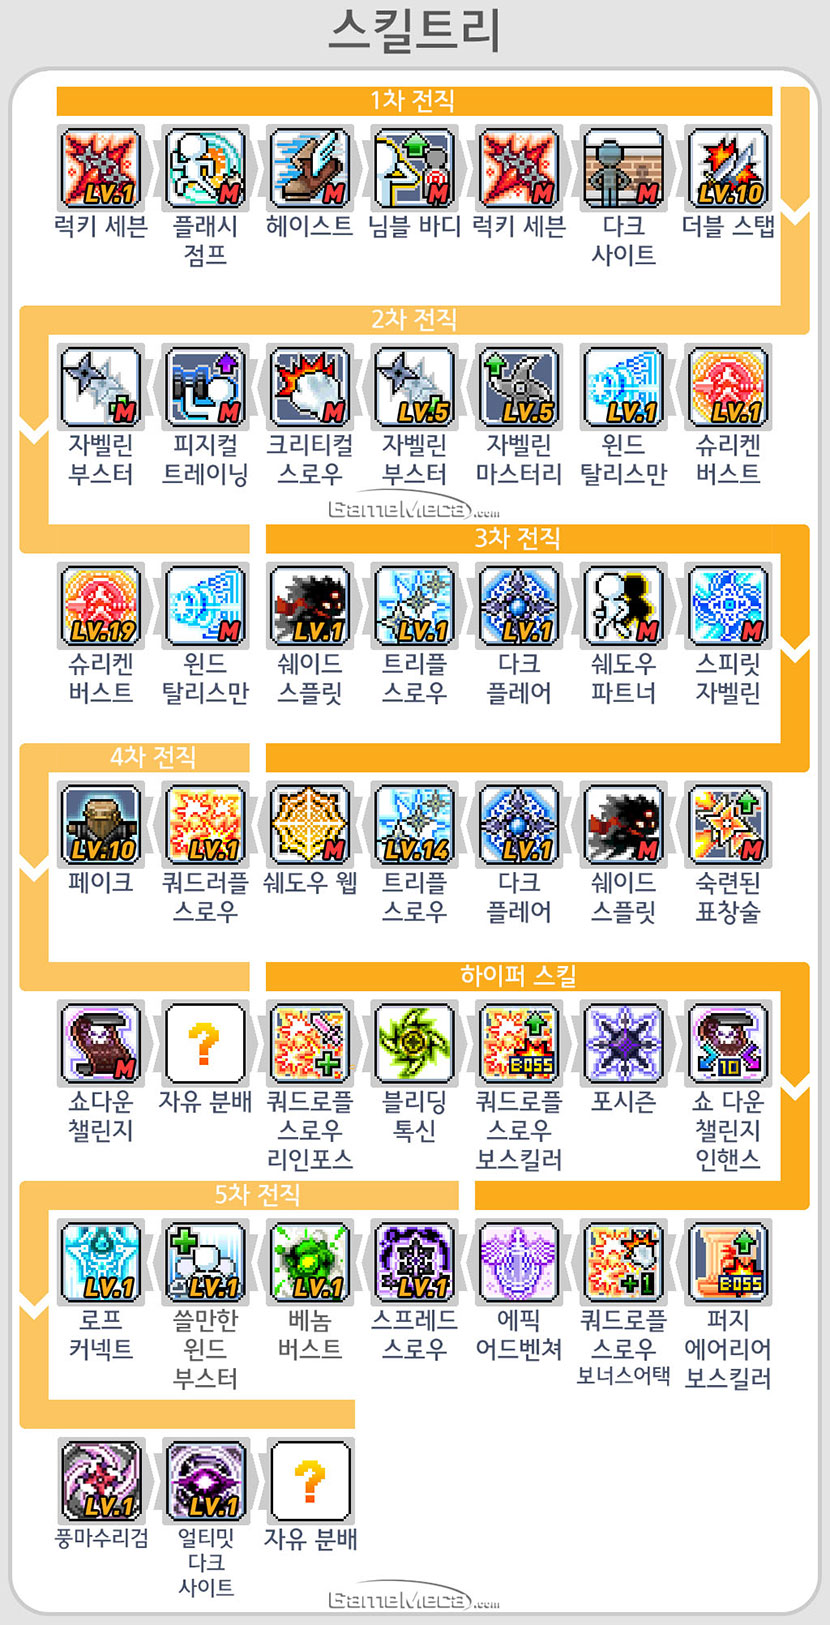 스킬트리
1차 전직
LV.1 M M M M LV.10
럭키 세븐 플래시 점프 헤이스트 님블 바디 럭키 세븐 다크 사이트 더블 스탭
2차 전직
M M M LV.5 LV.5 LV.1 LV.1
자벨린 부스터 피지컬 트레이닝 크리티컬 스로우 자벨린 부스터 자벨린 마스터리 윈드 탈리스만 슈리켄 버스트
GameMeca.com
3차 전직
LV.19 M LV.1 LV.1 LV.1 M M
슈리켄 버스트 윈드 탈리스만 쉐이드 스플릿 트리플 스로우 다크 플레어 쉐도우 파트너 스피릿 자벨린
4차 전직
LV.10 LV.1 M LV.14 LV.1 M M
페이크 쿼드러플 스로우 쉐도우 웹 트리플 스로우 다크 플레어 쉐이드 스플릿 숙련된 표창술
하이퍼 스킬
M ? BOSS 10
쇼다운 챌린지 자유 분배 쿼드로플 스로우 리인포스 블리딩 톡신 쿼드로플 스로우 보스킬러 포시즌 쇼 다운 챌린지 인핸스
5차 전직
LV.1 LV.1 LV.1 LV.1 +1 BOSS
로프 커넥트 쓸만한 윈드 부스터 베놈 버스트 스프레드 스로우 에픽 어드벤쳐 쿼드로플 스로우 보너스어택 퍼지 에어리어 보스킬러
LV.1 LV.1 ?
풍마수리검 얼티밋 다크 사이트 자유 분배
GameMeca.com